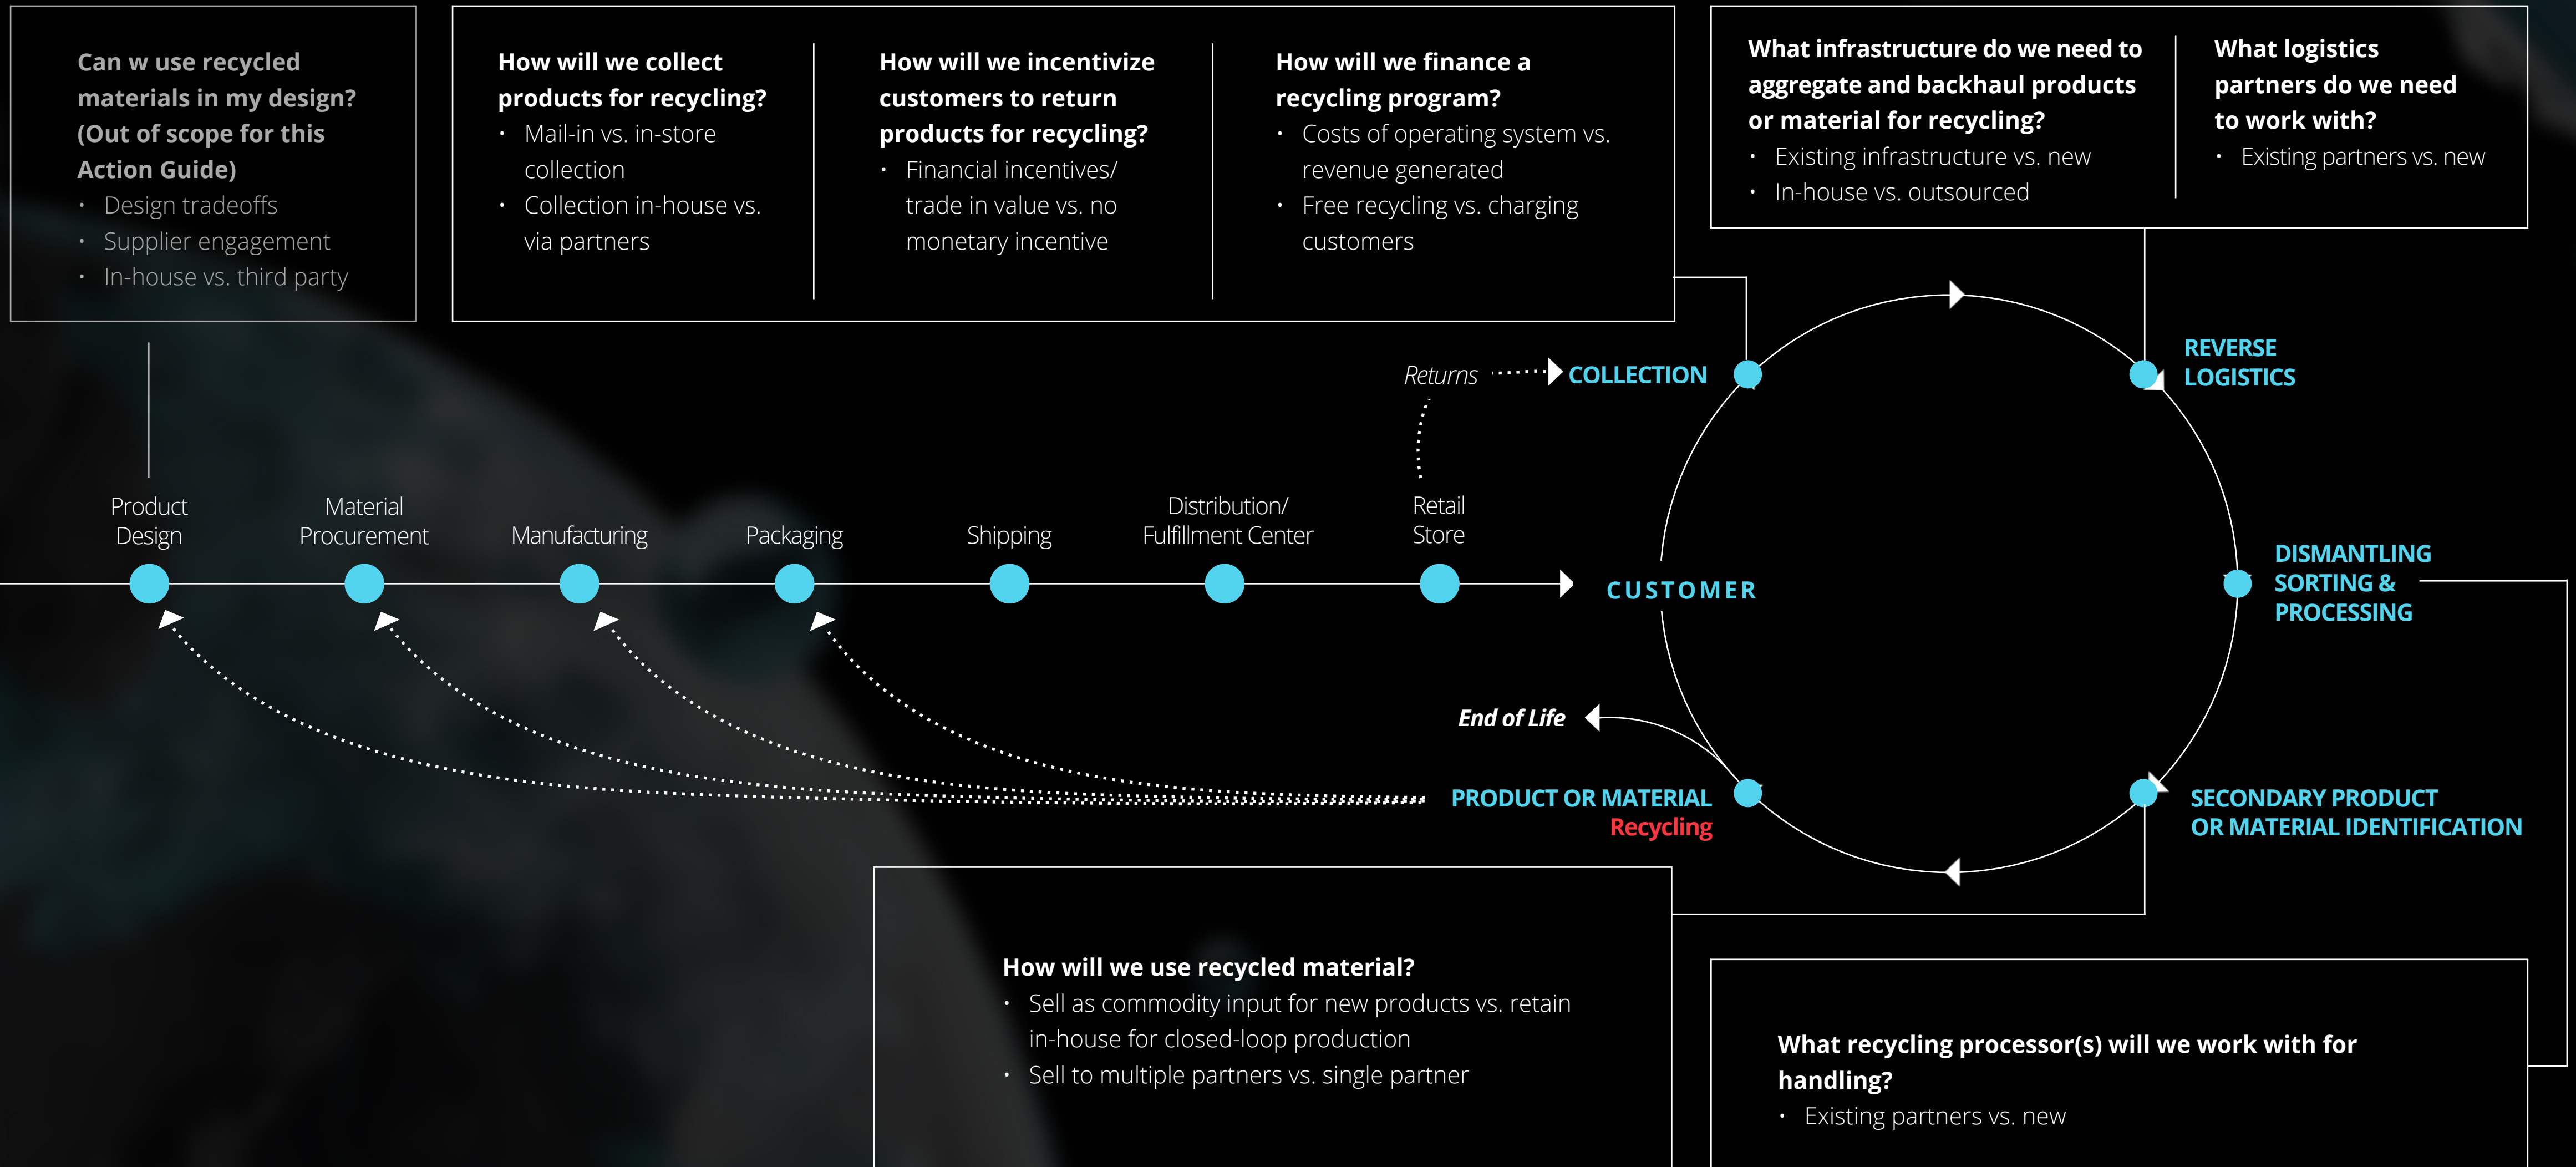 Can w use recycled
materials in my design?
(Out of scope for this
Action Guide)
• Design tradeoffs
• Supplier engagement
• In-house vs. third party
How will we collect
products for recycling?
• Mail-in vs. in-store
collection
• Collection in-house vs.
via partners
How will we incentivize
customers to return
products for recycling?
• Financial incentives/
trade in value vs. no
monetary incentive
How will we finance a
recycling program?
• Costs of operating system vs.
revenue generated
• Free recycling vs. charging
customers
What infrastructure do we need to
aggregate and backhaul products
or material for recycling?
• Existing infrastructure vs. new
• In-house vs. outsourced
What logistics
partners do we need
to work with?
• Existing partners vs. new
Returns
COLLECTION
REVERSE
LOGISTICS
Product
Design
Material
Procurement
Manufacturing
Packaging
Shipping
Distribution/
Fulfillment Center
Retail
Store
CUSTOMER
DISMANTLING
SORTING &
PROCESSING
End of Life
PRODUCT OR MATERIAL
Recycling
SECONDARY PRODUCT
OR MATERIAL IDENTIFICATION
How will we use recycled material?
• Sell as commodity input for new products vs. retain
in-house for closed-loop production
• Sell to multiple partners vs. single partner
What recycling processor(s) will we work with for
handling?
• Existing partners vs. new